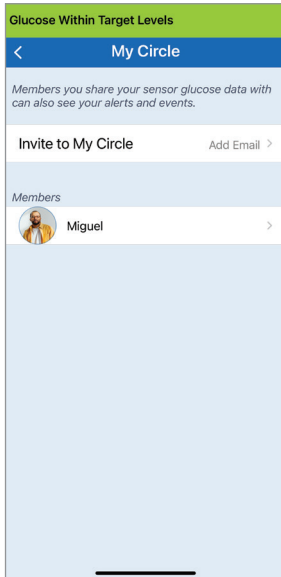 Glucose Within Target Levels
My Circle
Members you share your sensor glucose data with
can also see your alerts and events.
Invite to My Circle Add Email
Members
Miguel